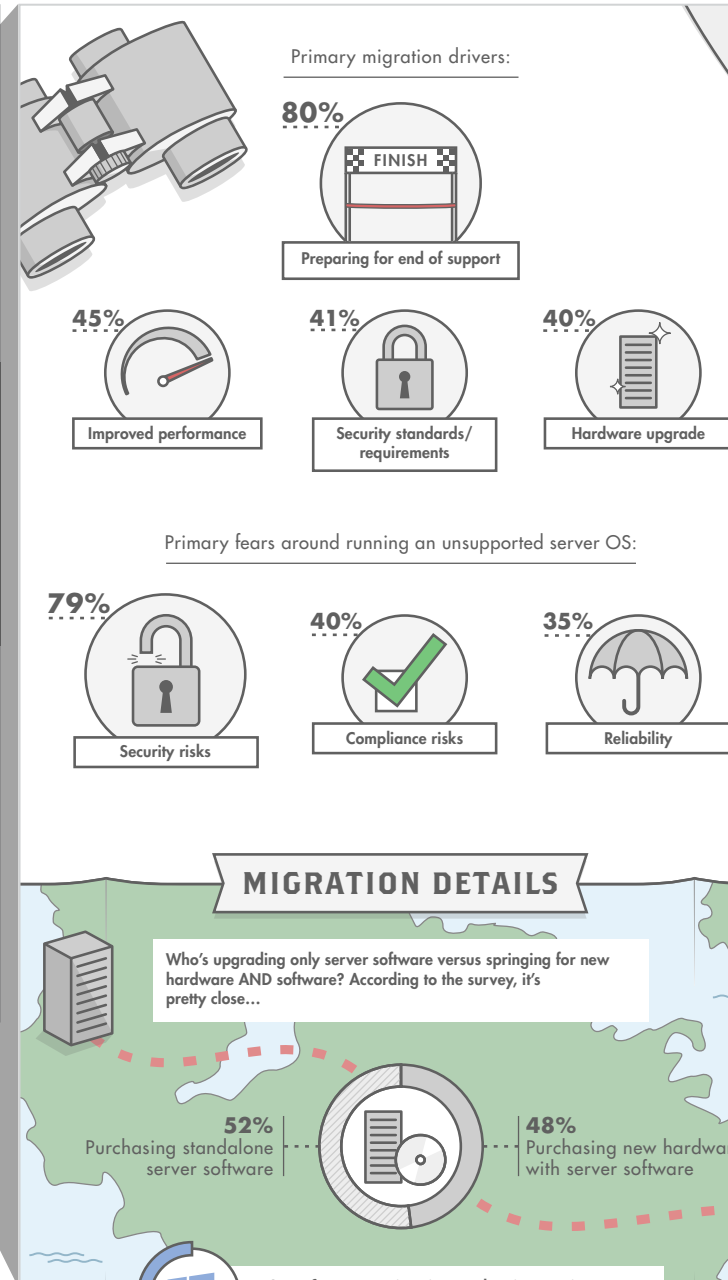 Primary migration drivers:
80%
FINISH
Preparing for end of support
45%
Improved performance
41%
Security standards/
requirements
40%
Hardware upgrade
Primary fears around running an unsupported server OS:
79%
Security risks
40%
Compliance risks
35%
Reliability
MIGRATION DETAILS
Who's upgrading only server software versus springing for new
hardware AND software? According to the survey, it's
pretty close...
52%
Purchasing standalone
server software
48%
Purchasing new hardwa
with server software